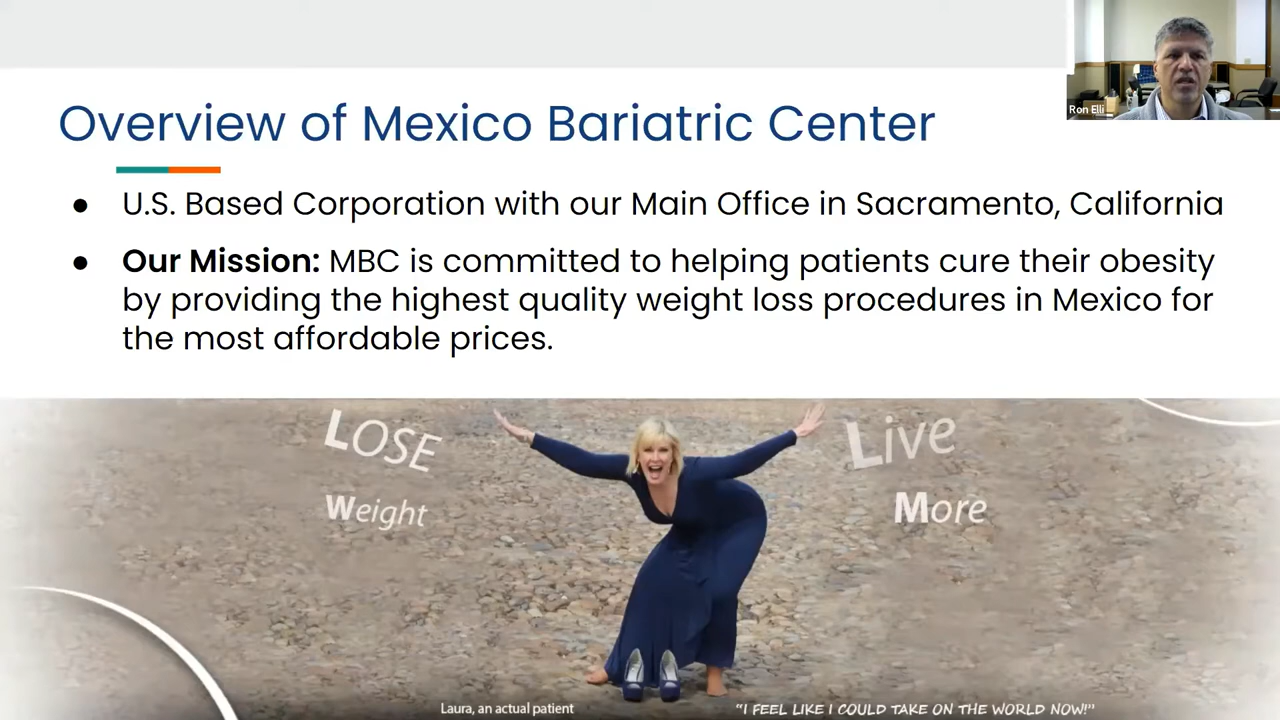 Ron Elli
Overview of Mexico Bariatric Center
● U.S. Based Corporation with our Main Office in Sacramento, California
● Our Mission: MBC is committed to helping patients cure their obesity
by providing the highest quality weight loss procedures in Mexico for
the most affordable prices.
LOSE
Weight
Live
More
Laura, an actual patient
“I FEEL LIKE I COULD TAKE ON THE WORLD NOW!”